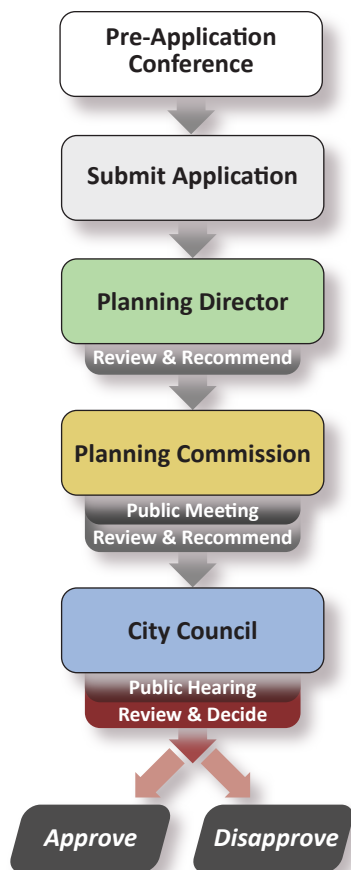 Pre-Application
Conference
Submit Application
Planning Director
Review & Recommend
Planning Commission
Public Meeting
Review & Recommend
City Council
Public Hearing
Review & Decide
Approve
Disapprove